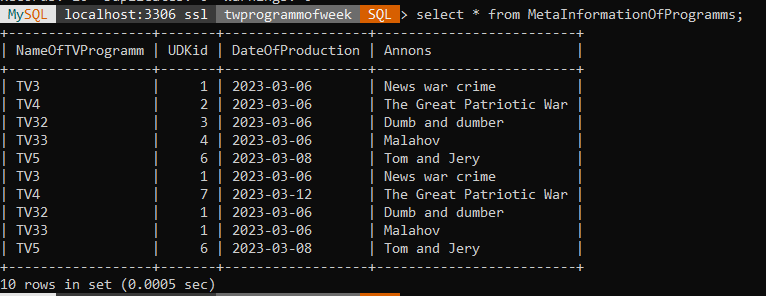 MySQL localhost:3306 ssl twprogrammofweek SQL > select * from MetaInformationOfProgramms;
+-----------------+-------+------------------+-------------------------+
| NameOfTVProgramm | UDKid | DateOfProduction | Annons |
+-----------------+-------+------------------+-------------------------+
| TV3 | 1 | 2023-03-06 | News war crime |
| TV4 | 2 | 2023-03-06 | The Great Patriotic War |
| TV32 | 3 | 2023-03-06 | Dumb and dumber |
| TV33 | 4 | 2023-03-06 | Malahov |
| TV5 | 6 | 2023-03-08 | Tom and Jery |
| TV3 | 1 | 2023-03-06 | News war crime |
| TV4 | 7 | 2023-03-12 | The Great Patriotic War |
| TV32 | 1 | 2023-03-06 | Dumb and dumber |
| TV33 | 1 | 2023-03-06 | Malahov |
| TV5 | 6 | 2023-03-08 | Tom and Jery |
+-----------------+-------+------------------+-------------------------+
10 rows in set (0.0005 sec)